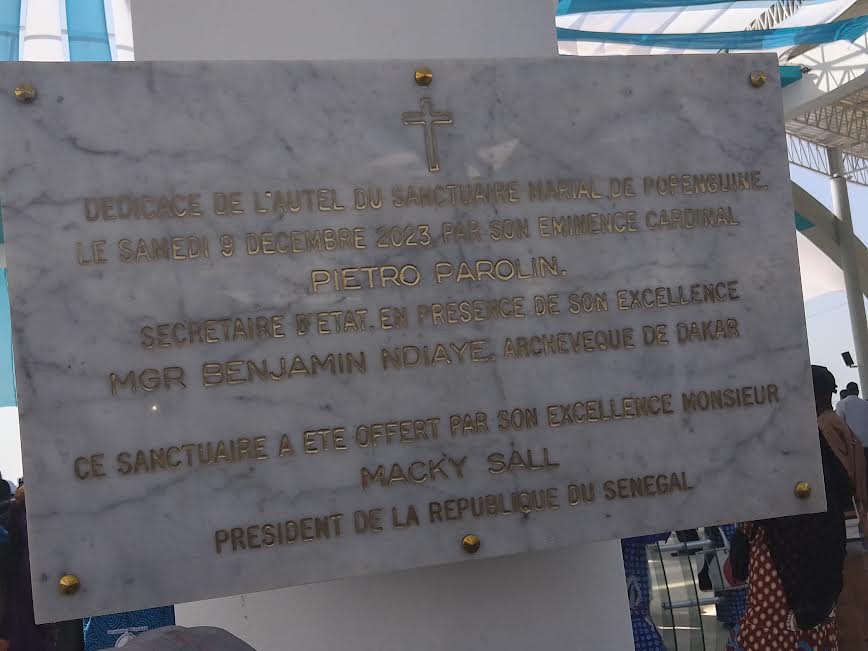 DEDICACE DE L'AUTEL DU SANCTUAIRE MARIAL DE POPENGUINE.
LE SAMEDI 9 DECEMBRE 2023 PAR SON EMINENCE CARDINAL
PIETRO PAROLIN.
SECRETAIRE D'ETAT. EN PRESENCE DE SON EXCELLENCE
MGR BENJAMIN NDIAYE. ARCHEVEQUE DE DAKAR
CE SANCTUAIRE A ETE OFFERT PAR SON EXCELLENCE MONSIEUR
MACKY SALL
PRESIDENT DE LA REPUBLIQUE DU SENEGAL